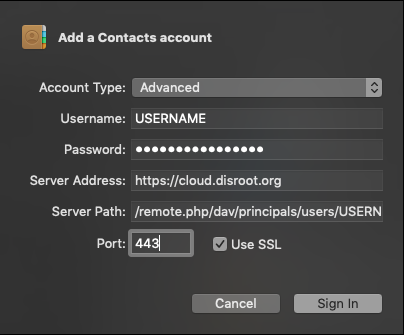 Add a Contacts account
Account Type: Advanced
Username: USERNAME
Password: ••••••••••••••••
Server Address: https://cloud.disroot.org
Server Path: /remote.php/dav/principals/users/USERN
Port: 443 Use SSL
Cancel Sign In